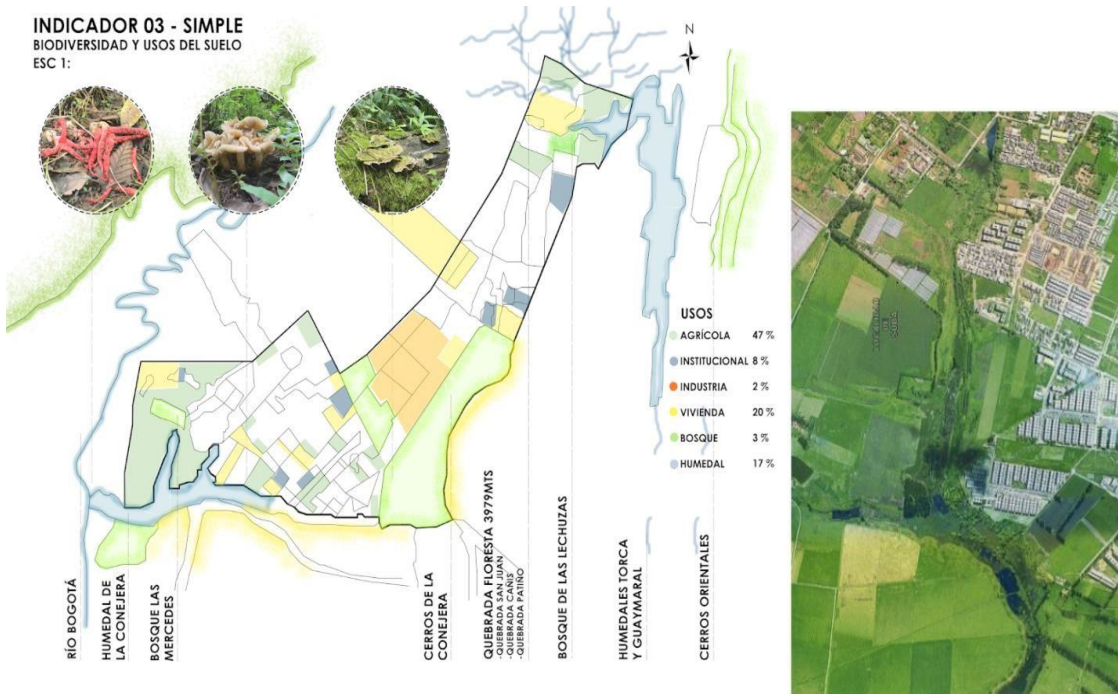 INDICADOR 03 - SIMPLE
BIODIVERSIDAD Y USOS DEL SUELO
ESC 1:
N
USOS
AGRÍCOLA 47 %
INSTITUCIONAL 8 %
INDUSTRIA 2 %
VIVIENDA 20 %
BOSQUE 3 %
HUMEDAL 17 %
RÍO BOGOTÁ
HUMEDAL DE
LA CONEJERA
BOSQUE LAS
MERCEDES
CERROS DE LA
CONEJERA
QUEBRADA FLORESTA 3979MTS
-QUEBRADA SAN JUAN
-QUEBRADA CAÑIS
-QUEBRADA PATIÑO
BOSQUE DE LAS LECHUZAS
HUMEDALES TORCA
Y GUAYMARAL
CERROS ORIENTALES